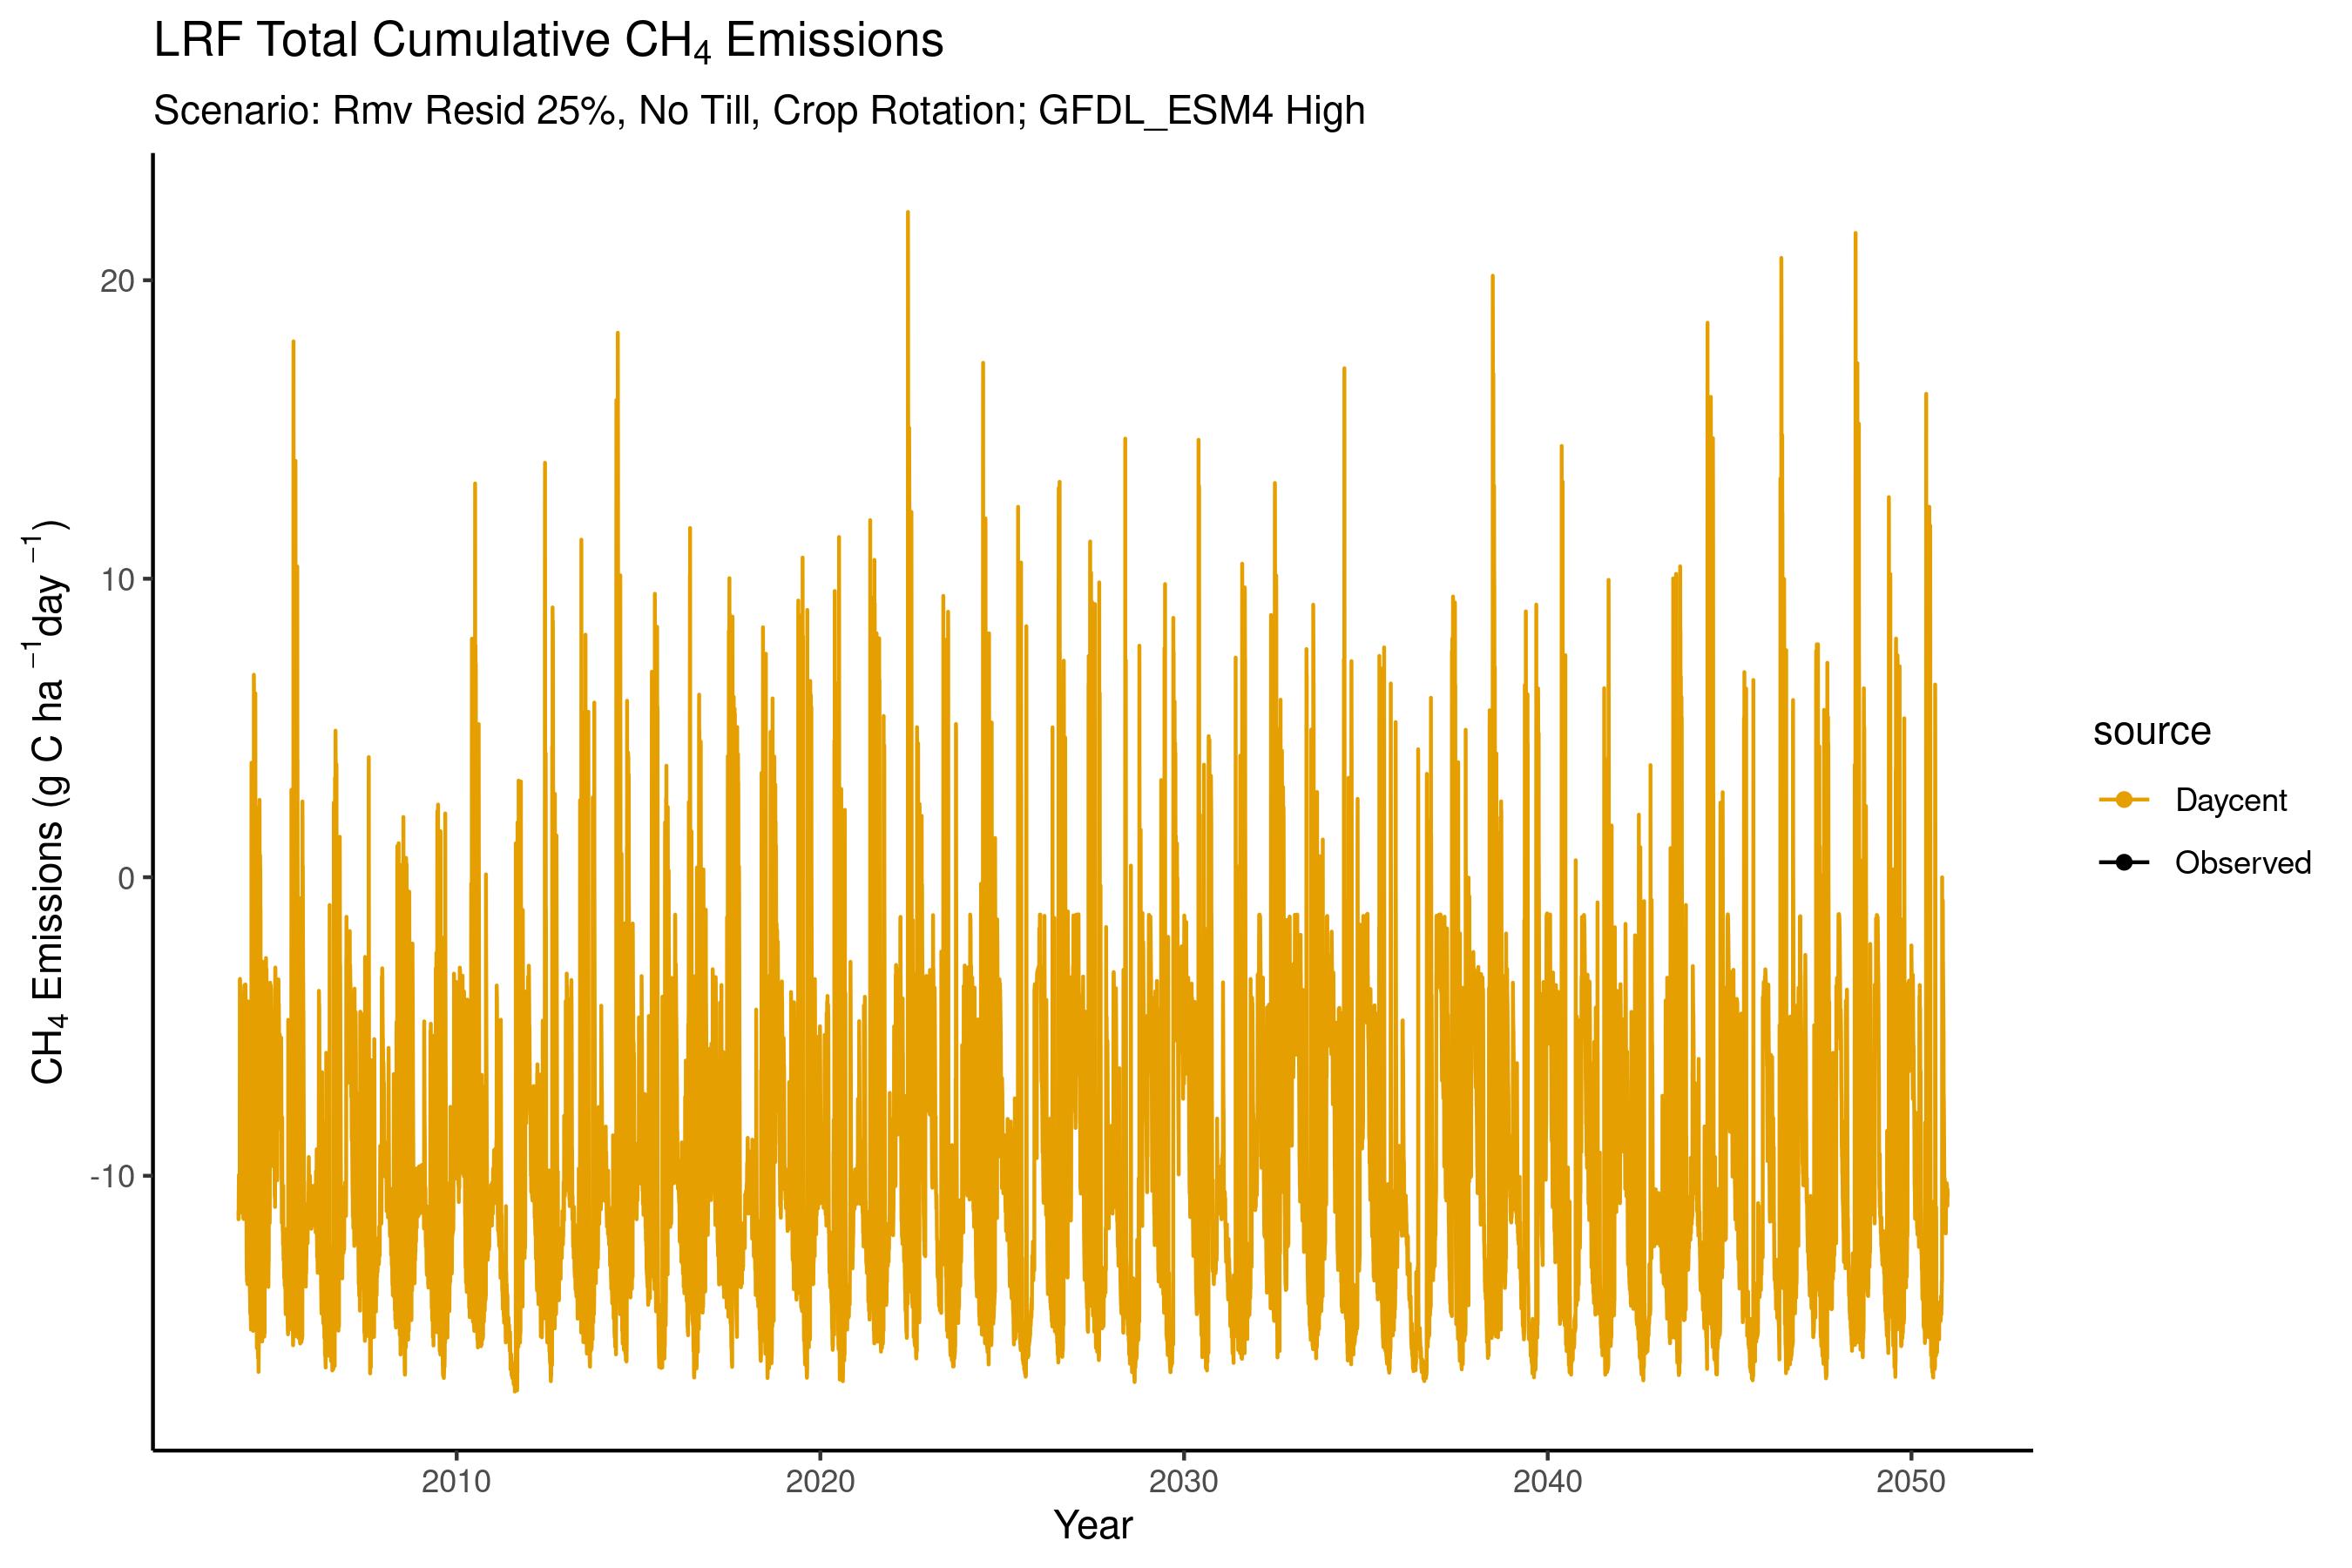 LRF Total Cumulative CH₄ Emissions
Scenario: Rmv Resid 25%, No Till, Crop Rotation; GFDL_ESM4 High
CH₄ Emissions (g C ha ⁻¹day ⁻¹)
20
10
0
-10
2010 2020 2030 2040 2050
Year
source
Daycent
Observed